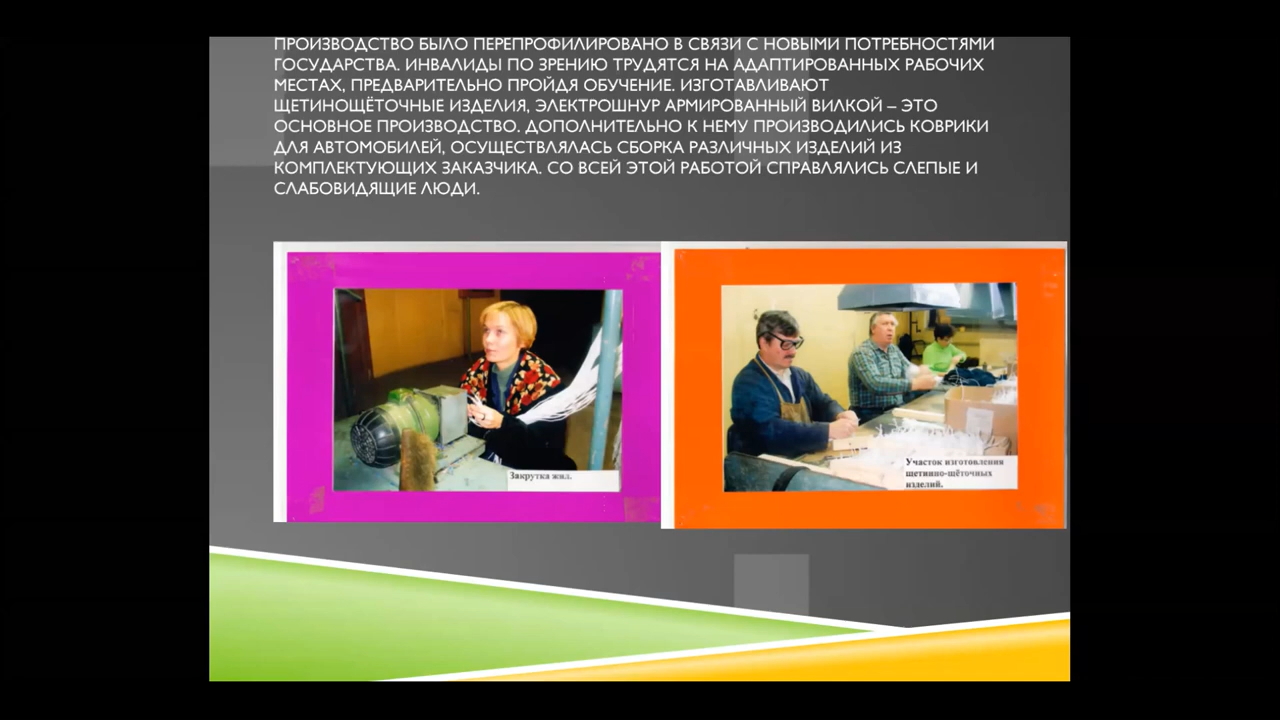 ПРОИЗВОДСТВО БЫЛО ПЕРЕПРОФИЛИРОВАНО В СВЯЗИ С НОВЫМИ ПОТРЕБНОСТЯМИ
ГОСУДАРСТВА. ИНВАЛИДЫ ПО ЗРЕНИЮ ТРУДЯТСЯ НА АДАПТИРОВАННЫХ РАБОЧИХ
МЕСТАХ, ПРЕДВАРИТЕЛЬНО ПРОЙДЯ ОБУЧЕНИЕ. ИЗГОТАВЛИВАЮТ
ЩЕТИНОЩЁТОЧНЫЕ ИЗДЕЛИЯ, ЭЛЕКТРОШНУР АРМИРОВАННЫЙ ВИЛКОЙ – ЭТО
ОСНОВНОЕ ПРОИЗВОДСТВО. ДОПОЛНИТЕЛЬНО К НЕМУ ПРОИЗВОДИЛИСЬ КОВРИКИ
ДЛЯ АВТОМОБИЛЕЙ, ОСУЩЕСТВЛЯЛАСЬ СБОРКА РАЗЛИЧНЫХ ИЗДЕЛИЙ ИЗ
КОМПЛЕКТУЮЩИХ ЗАКАЗЧИКА. СО ВСЕЙ ЭТОЙ РАБОТОЙ СПРАВЛЯЛИСЬ СЛЕПЫЕ И
СЛАБОВИДЯЩИЕ ЛЮДИ.
Закрутка жил.
Участок изготовления
щетинно-щёточных
изделий.